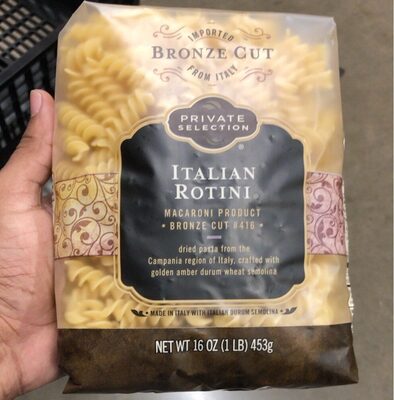 IMPORTED
BRONZE CUT
FROM ITALY
PRIVATE
SELECTION
®
ITALIAN
ROTINI
MACARONI PRODUCT
• BRONZE CUT #416 •
dried pasta from the
Campania region of Italy, crafted with
golden amber durum wheat semolina
MADE IN ITALY WITH ITALIAN DURUM SEMOLINA
NET WT 16 OZ (1 LB) 453g